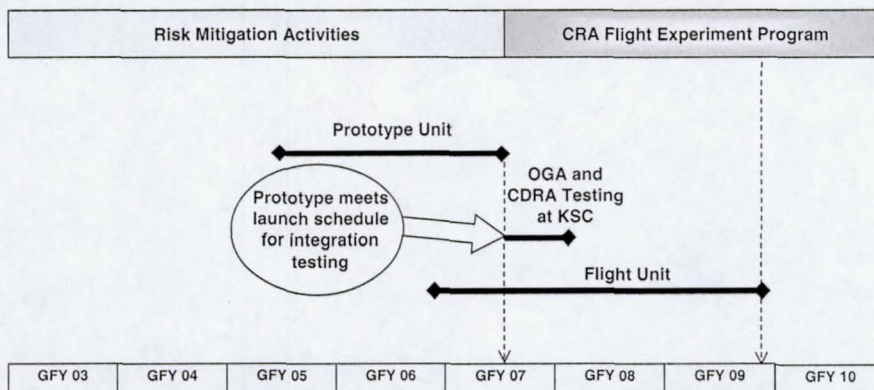 Risk Mitigation Activities
CRA Flight Experiment Program
Prototype Unit
OGA and
CDRA Testing
at KSC
Prototype meets
launch schedule
for integration
testing
Flight Unit
GFY 03
GFY 04
GFY 05
GFY 06
GFY 07
GFY 08
GFY 09
GFY 10